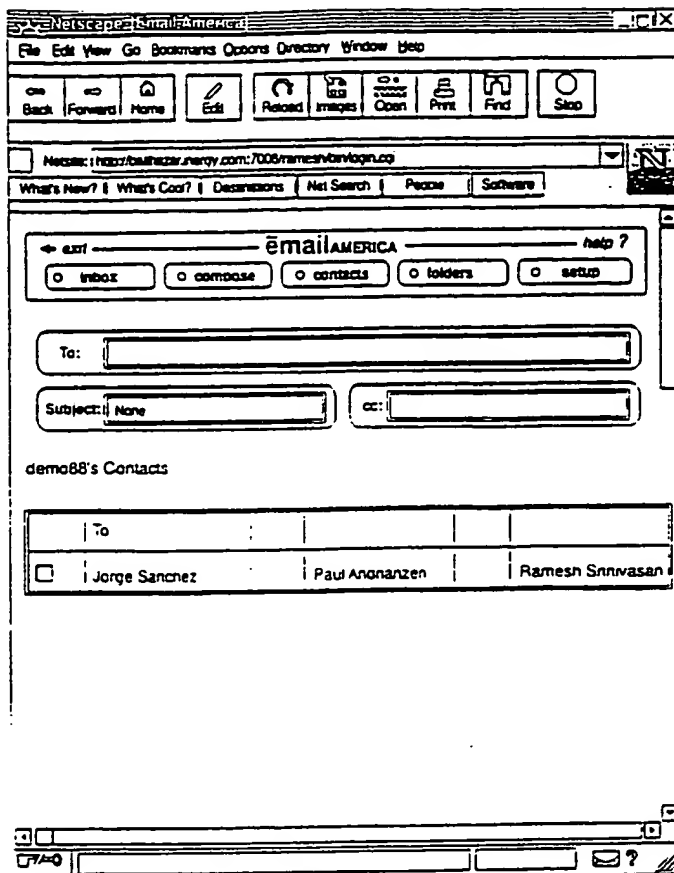 Netscape - [Email America]
File Edit View Go Bookmarks Options Directory Window Help
Back Forward Home Edit Reload Images Open Print Find Stop
N
What's New? What's Cool? Destinations Net Search People Software
exit ēmailAMERICA help ?
inbox compose contacts folders setup
To:
Subject: None cc:
demo88's Contacts
To
Jorge Sanchez Paul Ramesh Srinivasan
?